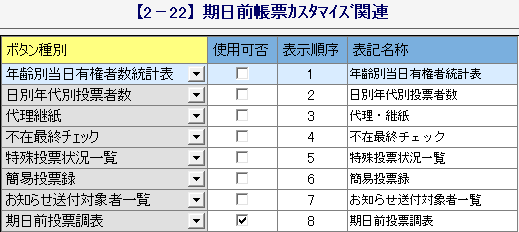 【2－22】期日前帳票ｶｽﾀﾏｲｽﾞ関連
ボタン種別 使用可否 表示順序 表記名称
年齢別当日有権者数統計表 1 年齢別当日有権者統計表
日別年代別投票者数 2 日別年代別投票者数
代理継紙 3 代理・継紙
不在最終チェック 4 不在最終チェック
特殊投票状況一覧 5 特殊投票状況一覧
簡易投票録 6 簡易投票録
お知らせ送付対象者一覧 7 お知らせ送付対象者一覧
期日前投票調表 8 期日前投票調表